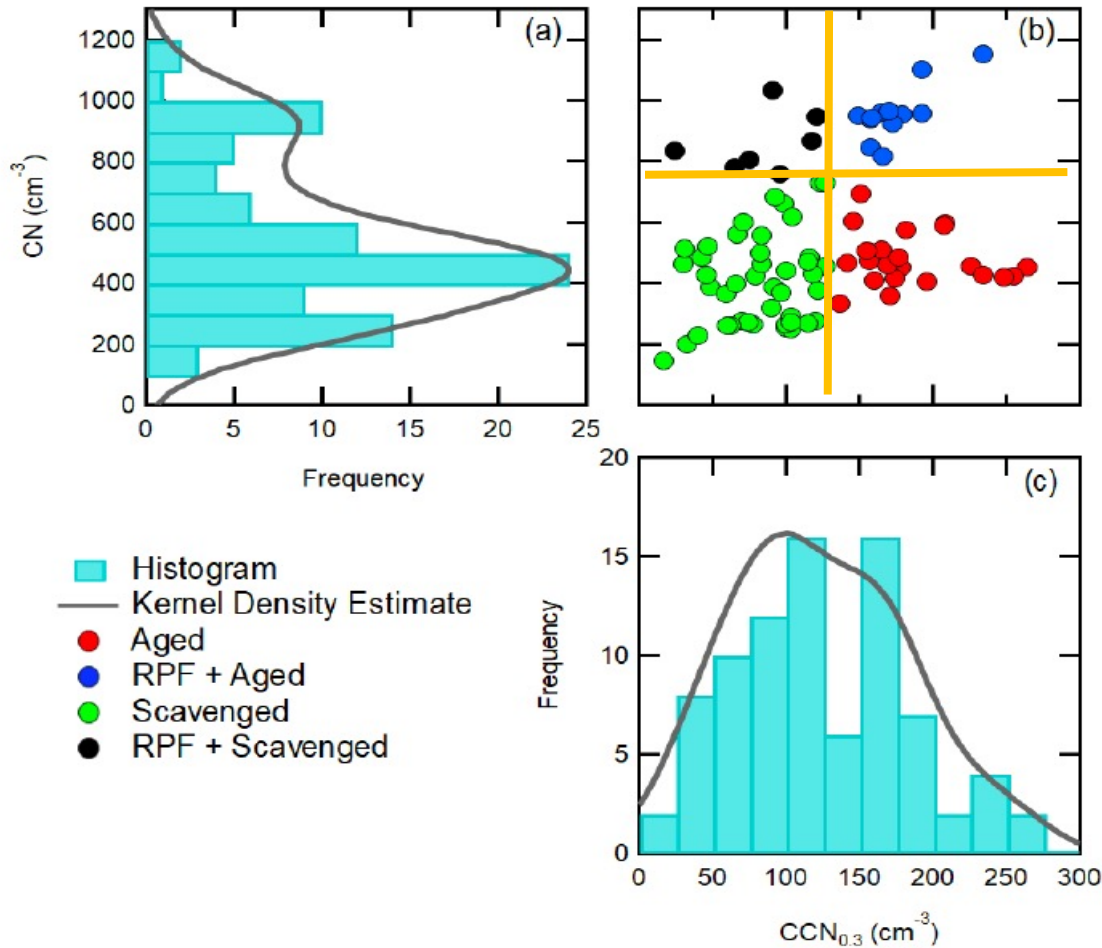 (a)
1200
1000
800
600
400
200
0
CN (cm-3)
0 5 10 15 20 25
Frequency
(b)
(c)
20
15
10
5
0
Frequency
0 50 100 150 200 250 300
CCN0.3 (cm-3)
Histogram
Kernel Density Estimate
Aged
RPF + Aged
Scavenged
RPF + Scavenged